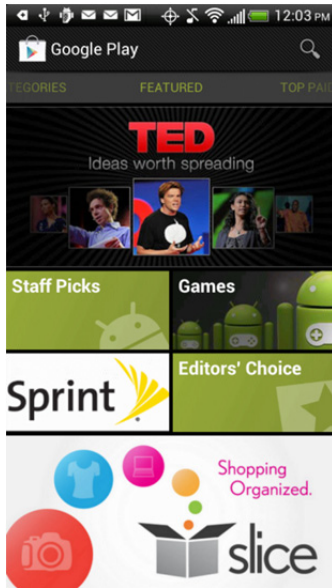 12:03 PM
Google Play
TEGORIES FEATURED TOP PAI
TED
Ideas worth spreading
Staff Picks
Games
Sprint
Editors' Choice
Shopping
Organized.
slice